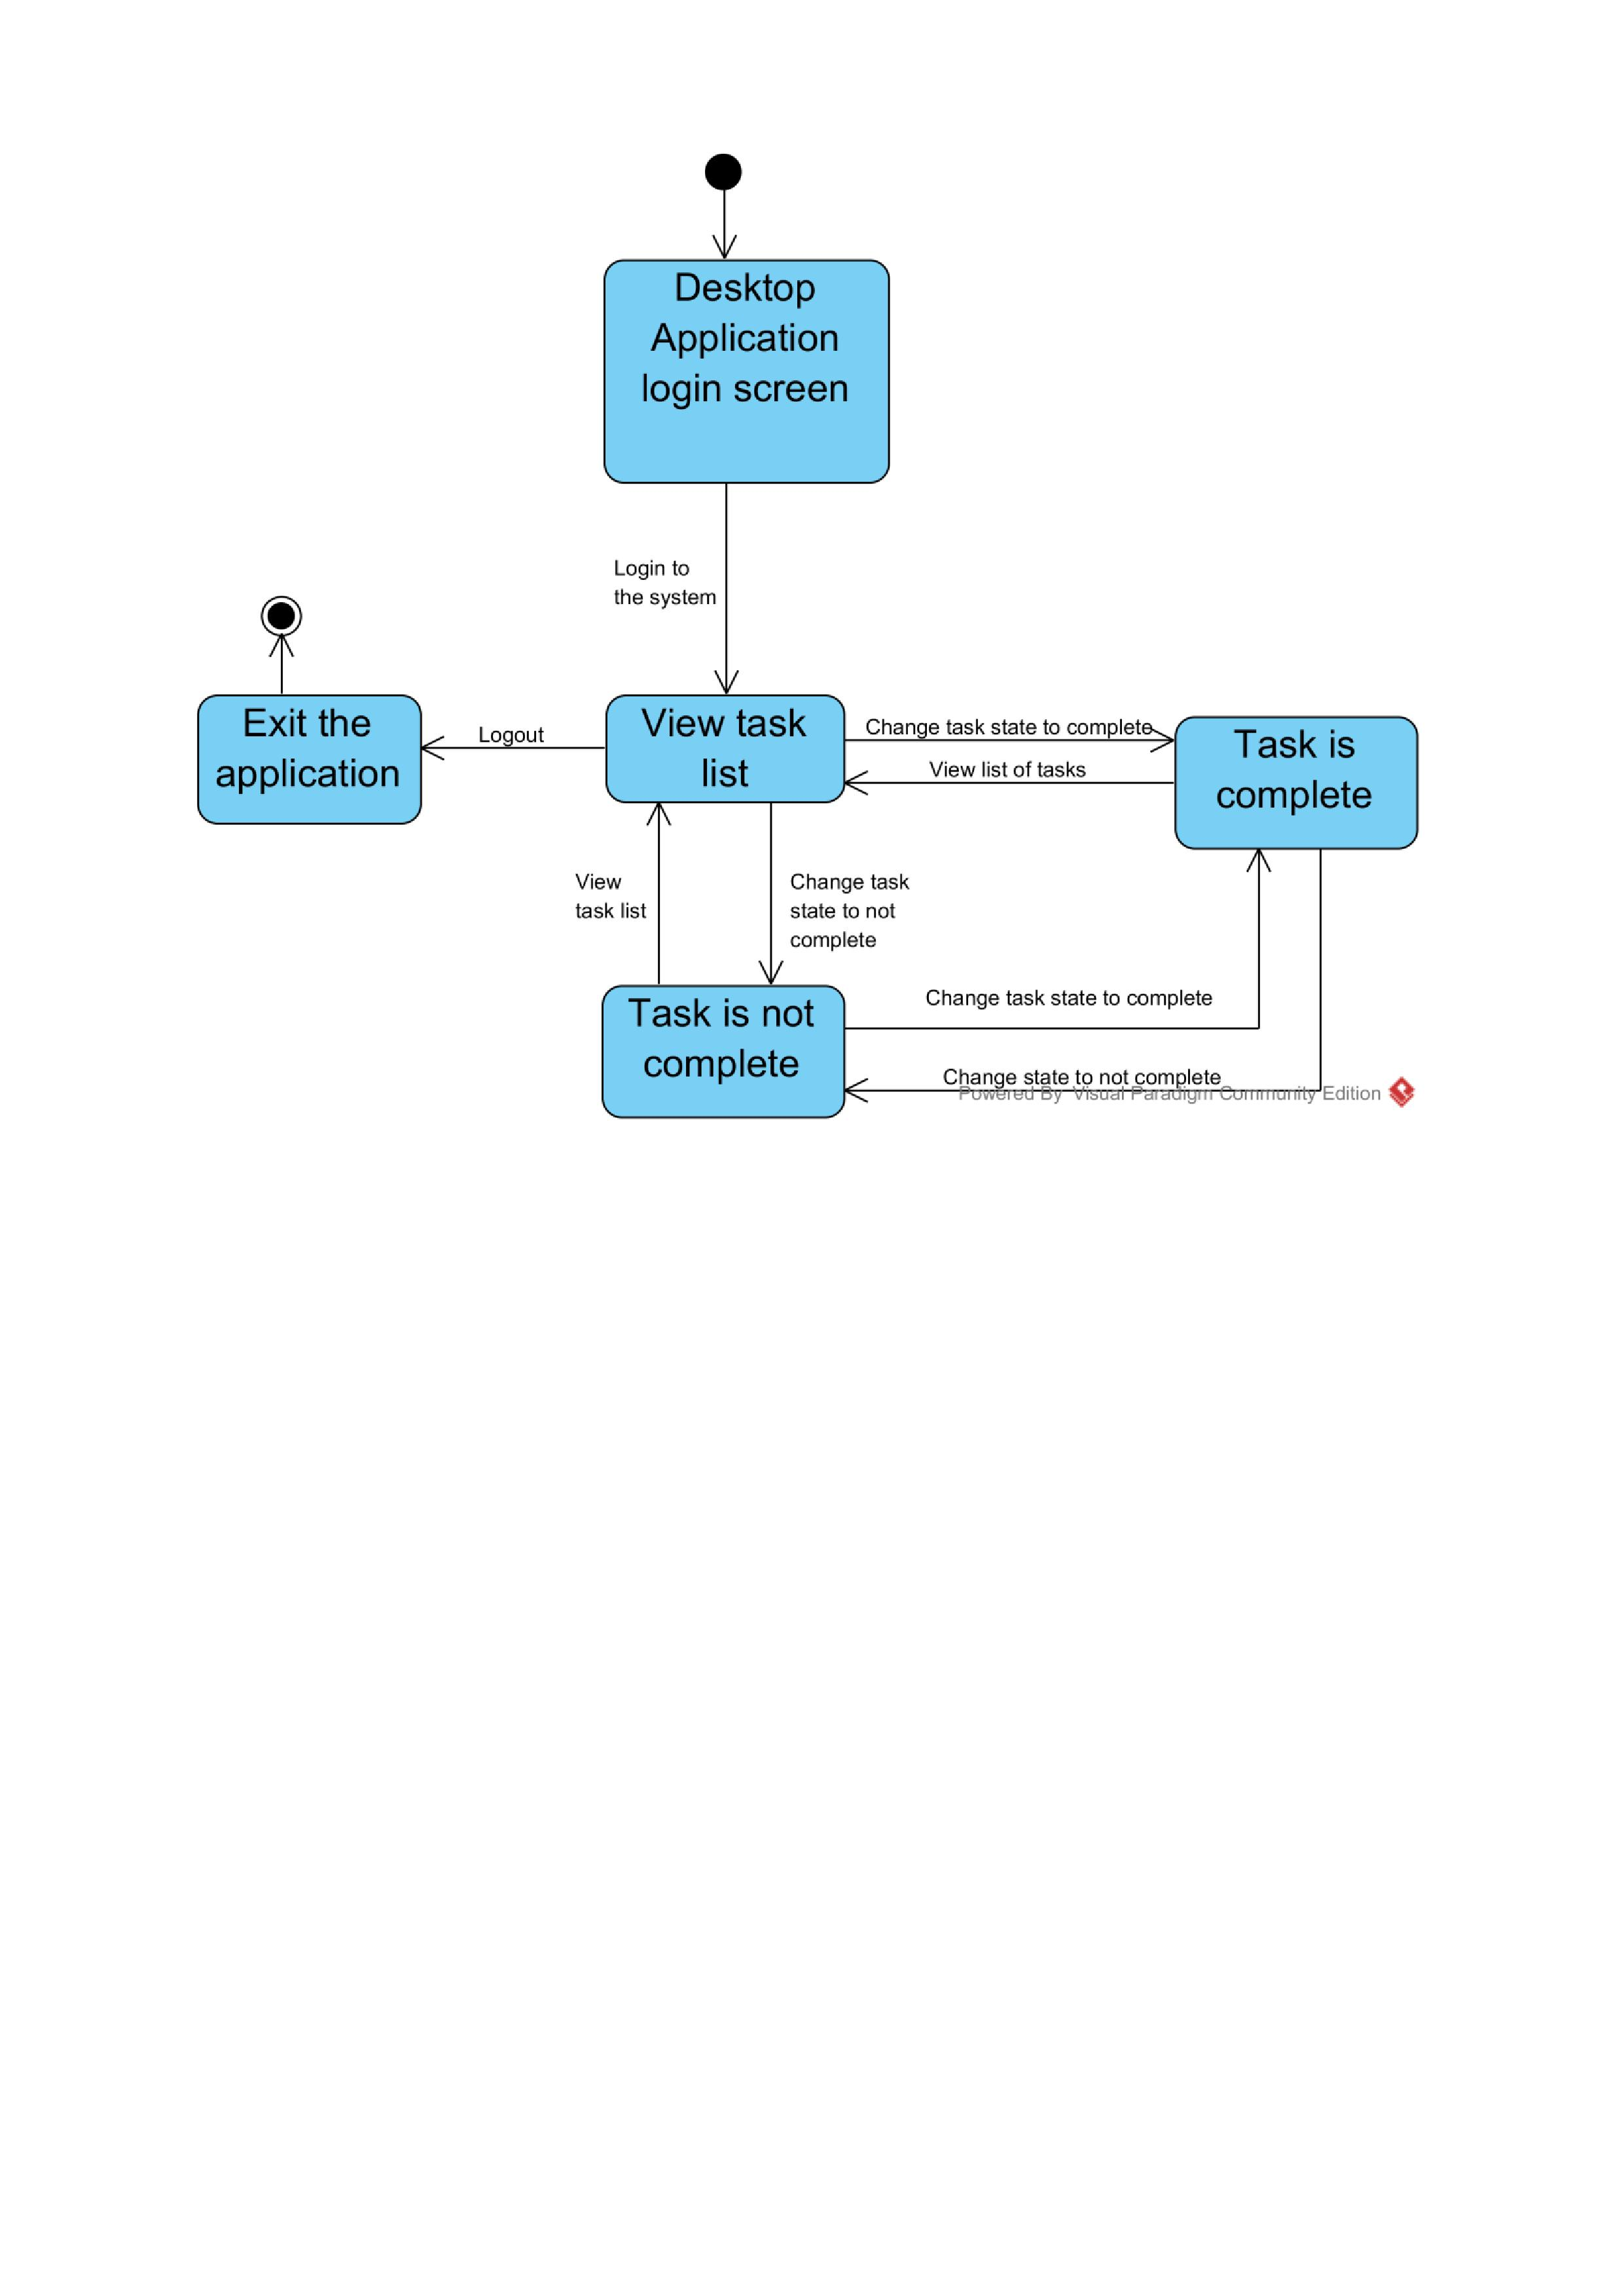 Desktop
Application
login screen
Login to
the system
Exit the
application
Logout
View task
list
Change task state to complete
View list of tasks
Task is
complete
View
task list
Change task
state to not
complete
Task is not
complete
Change task state to complete
Change state to not complete
Powered By Visual Paradigm Community Edition